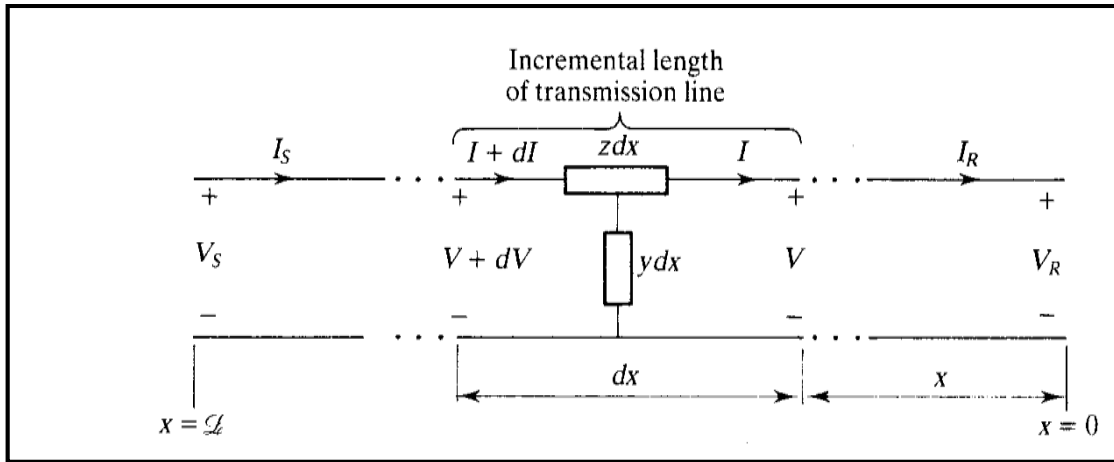 Incremental length
of transmission line
I_S
I + dI
zdx
I
I_R
+
+
+
+
V_S
V + dV
ydx
V
V_R
−
−
−
−
dx
x
x = ℒ
x = 0